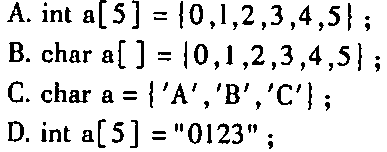 A. int a[5] = {0,1,2,3,4,5} ;
B. char a[ ] = {0,1,2,3,4,5} ;
C. char a = {'A','B','C'} ;
D. int a[5] = "0123" ;